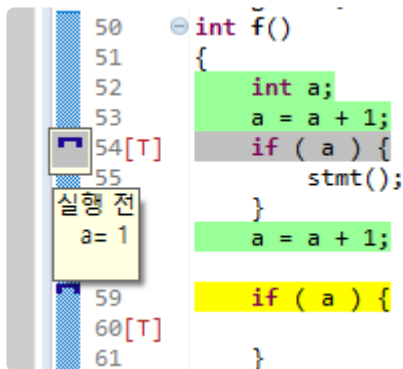 50 int f()
51 {
52 int a;
53 a = a + 1;
54[T] if ( a ) {
55 stmt();
실행 전
a= 1
}
a = a + 1;
59 if ( a ) {
60[T]
61 }